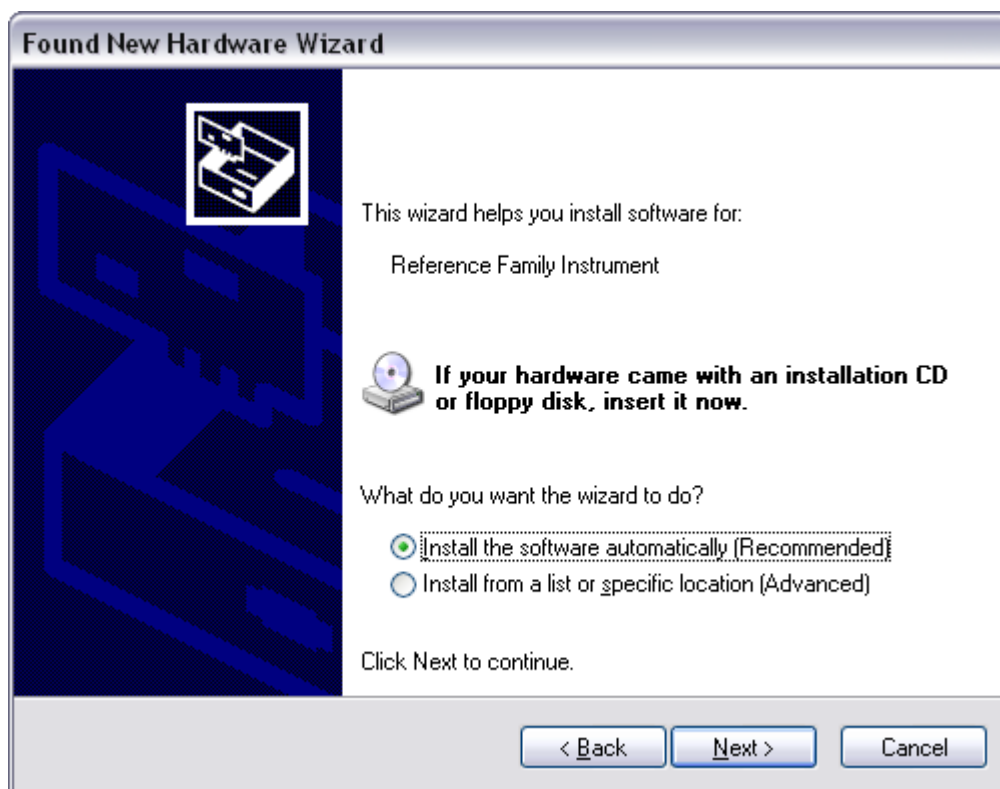 Found New Hardware Wizard
This wizard helps you install software for:
Reference Family Instrument
If your hardware came with an installation CD
or floppy disk, insert it now.
What do you want the wizard to do?
Install the software automatically (Recommended)
Install from a list or specific location (Advanced)
Click Next to continue.
< Back Next > Cancel